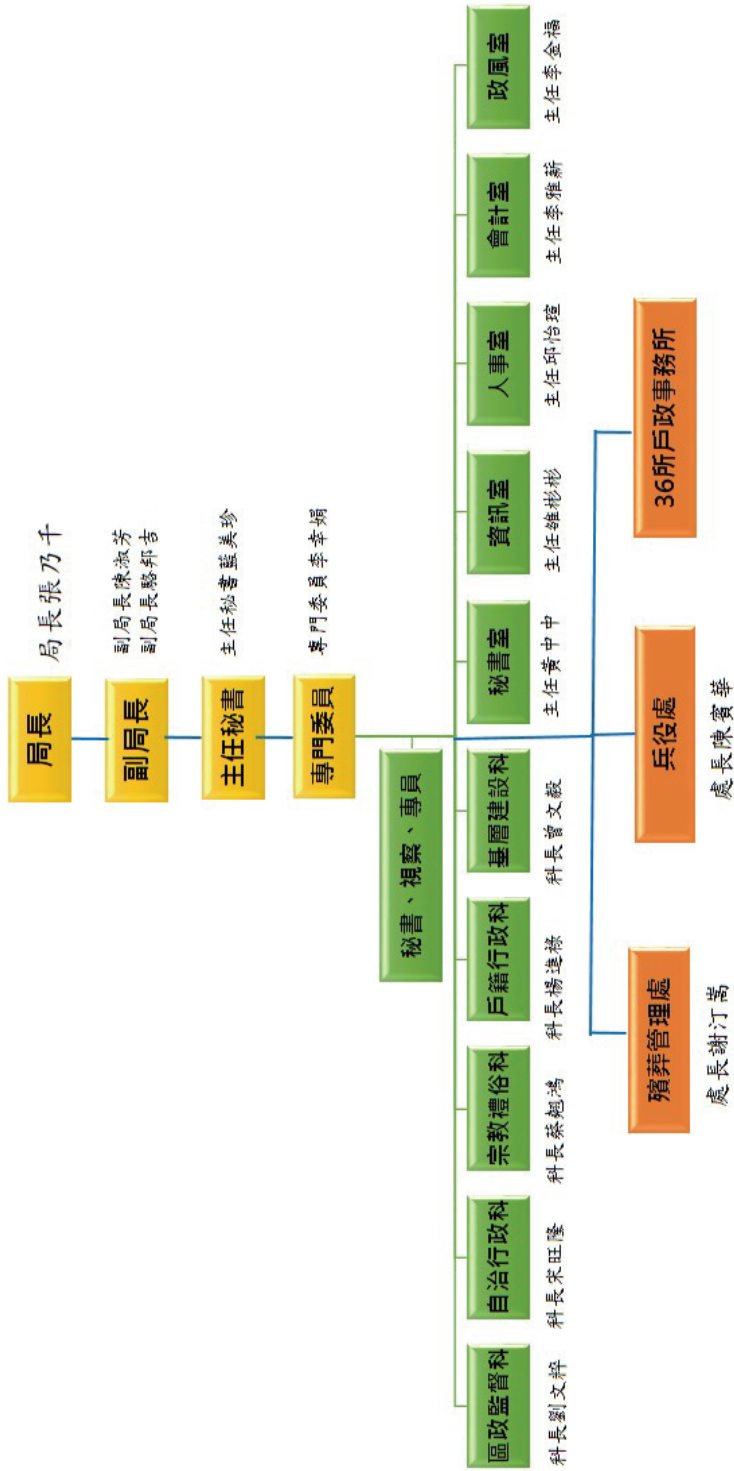 局長
局長張乃千
副局長
副局長陳淑芳
副局長駱邦吉
主任秘書
主任秘書藍美珍
專門委員
專門委員李幸娟
秘書、視察、專員
區政監督科
科長劉文粹
自治行政科
科長宋旺隆
宗教禮俗科
科長蔡翹鴻
戶籍行政科
科長楊進祿
基層建設科
科長曾文毅
秘書室
主任黃中中
資訊室
主任雒彬彬
人事室
主任邱怡瑄
會計室
主任李雅薪
政風室
主任李金福
殯葬管理處
處長謝汀嵩
兵役處
處長陳賓華
36所戶政事務所